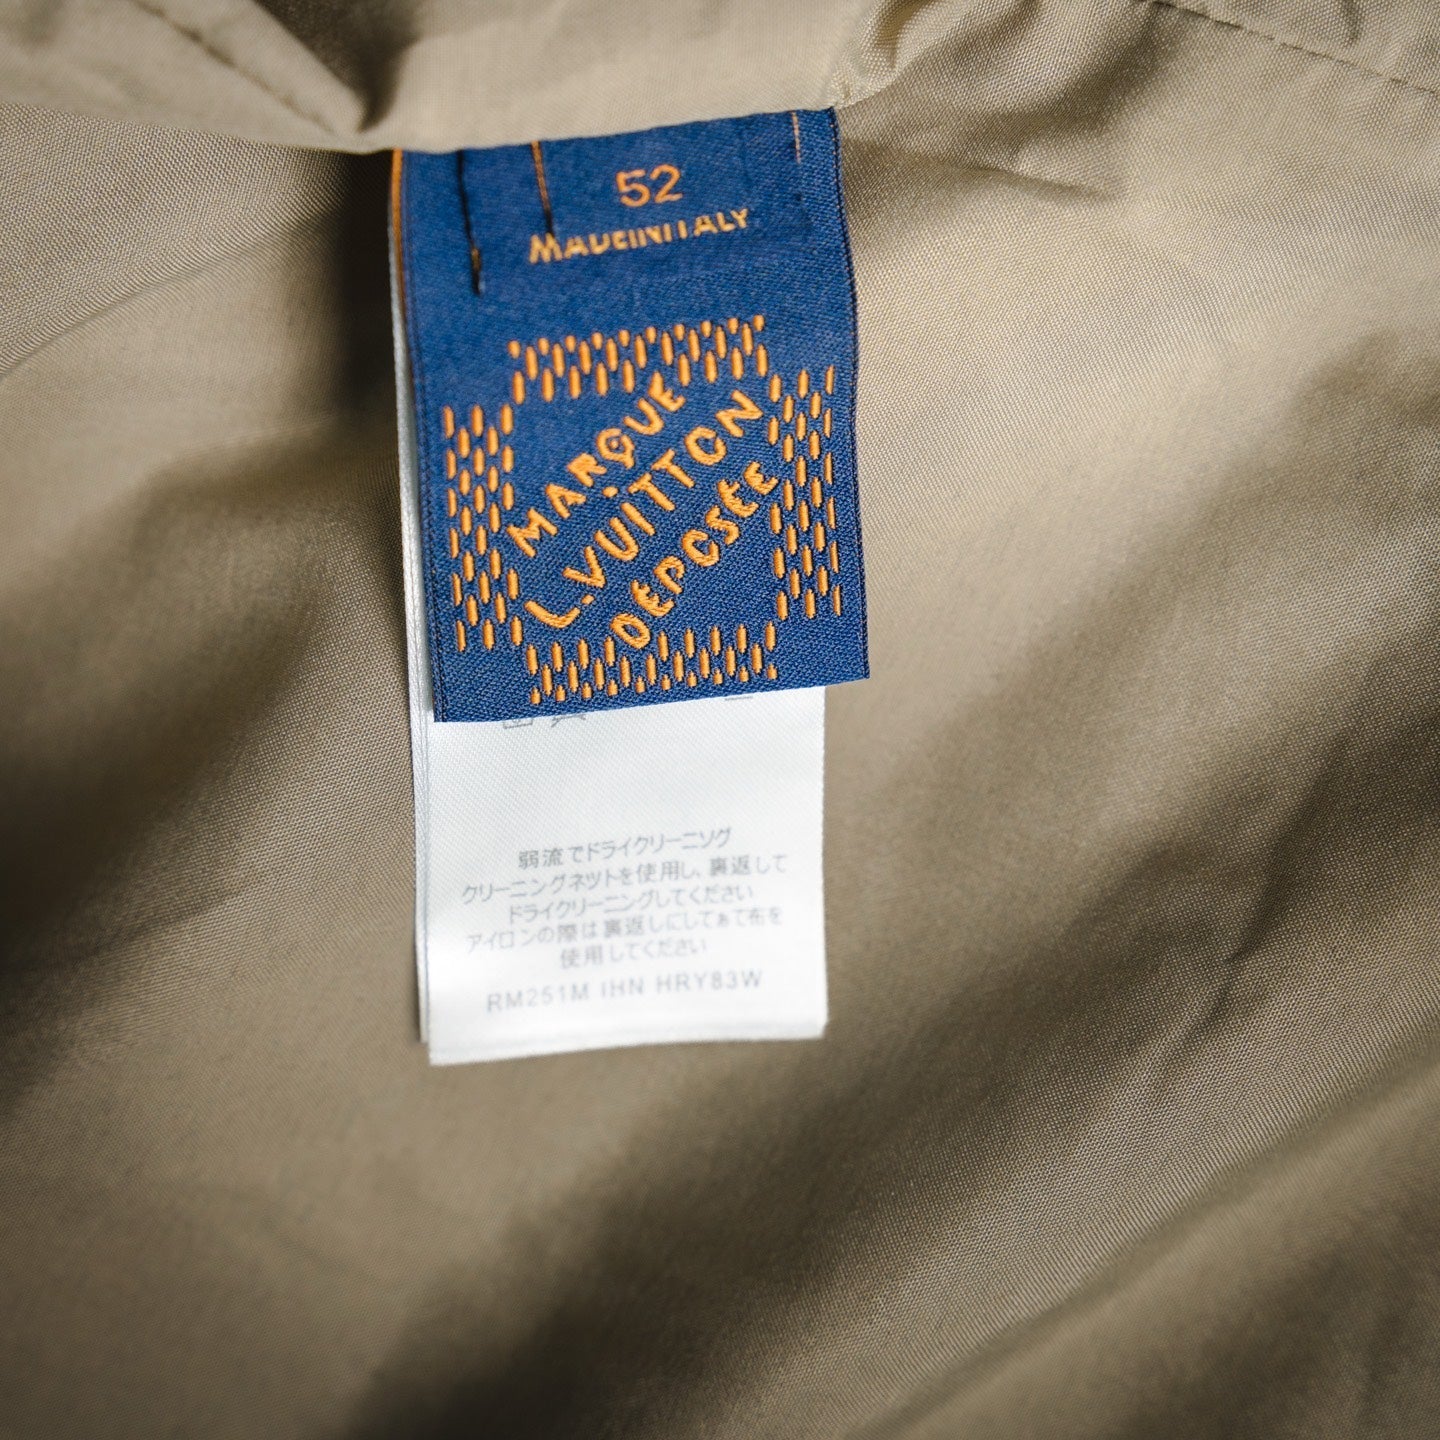 52
MADE IN ITALY
MARQUE
L.VUITTON
DÉPOSÉE
弱流でドライクリーニソグ
クリーニングネツトを使用し、裏返して
ドライクリーニングしてください
アイロンの際は裏返しにしてぁて布を
使用してください
RM251M IHN HRY83W